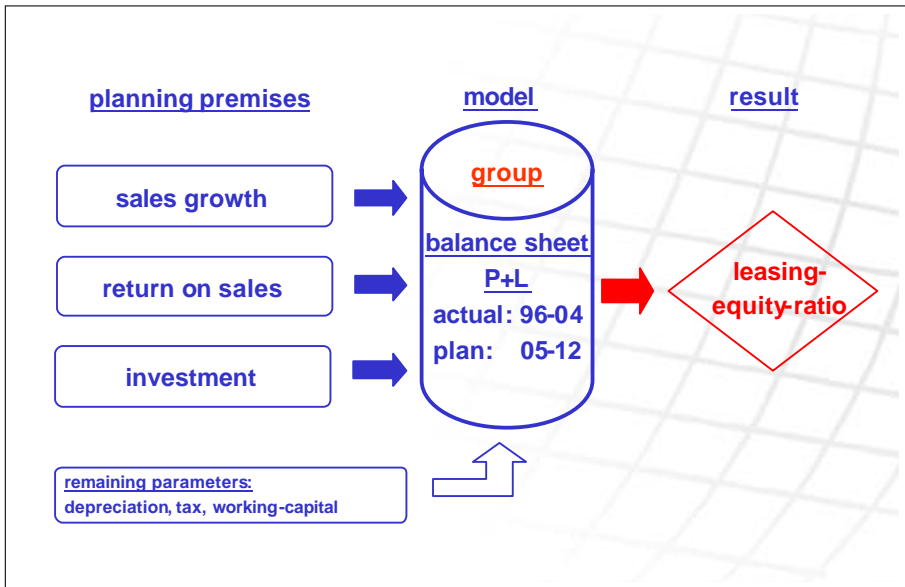 planning premises
model
result
sales growth
return on sales
investment
group
balance sheet
P+L
actual: 96-04
plan: 05-12
leasing-
equity-ratio
remaining parameters:
depreciation, tax, working-capital